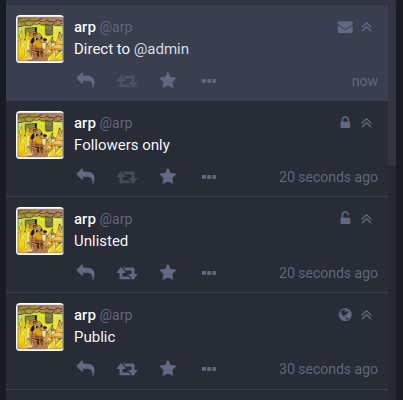 arp @arp
Direct to @admin
now
arp @arp
Followers only
20 seconds ago
arp @arp
Unlisted
20 seconds ago
arp @arp
Public
30 seconds ago